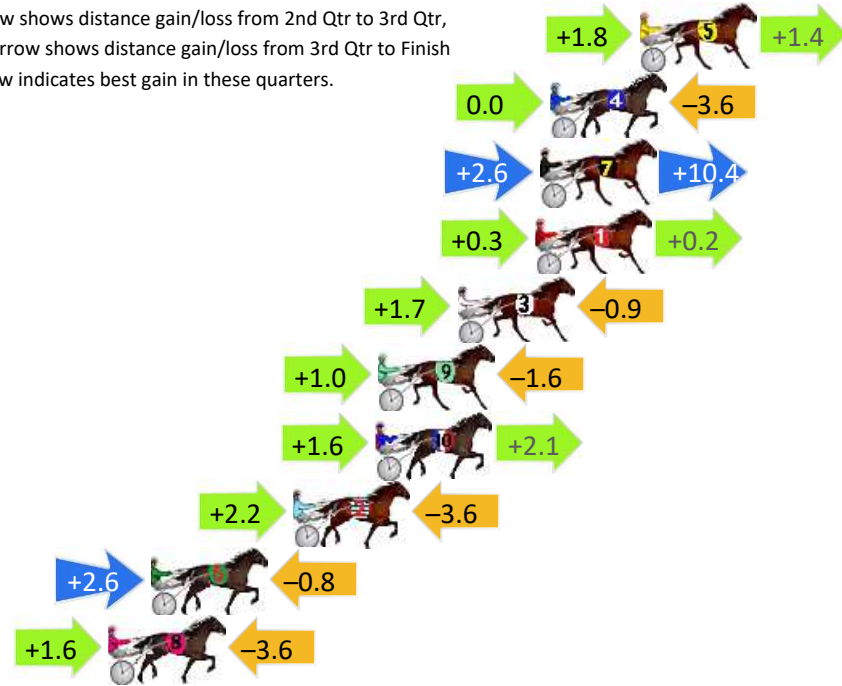 w shows distance gain/loss from 2nd Qtr to 3rd Qtr,
rrow shows distance gain/loss from 3rd Qtr to Finish
w indicates best gain in these quarters.
+1.8 5 +1.4
0.0 4 –3.6
+2.6 7 +10.4
+0.3 1 +0.2
+1.7 3 –0.9
+1.0 9 –1.6
+1.6 10 +2.1
+2.2 –3.6
+2.6 6 –0.8
+1.6 8 –3.6